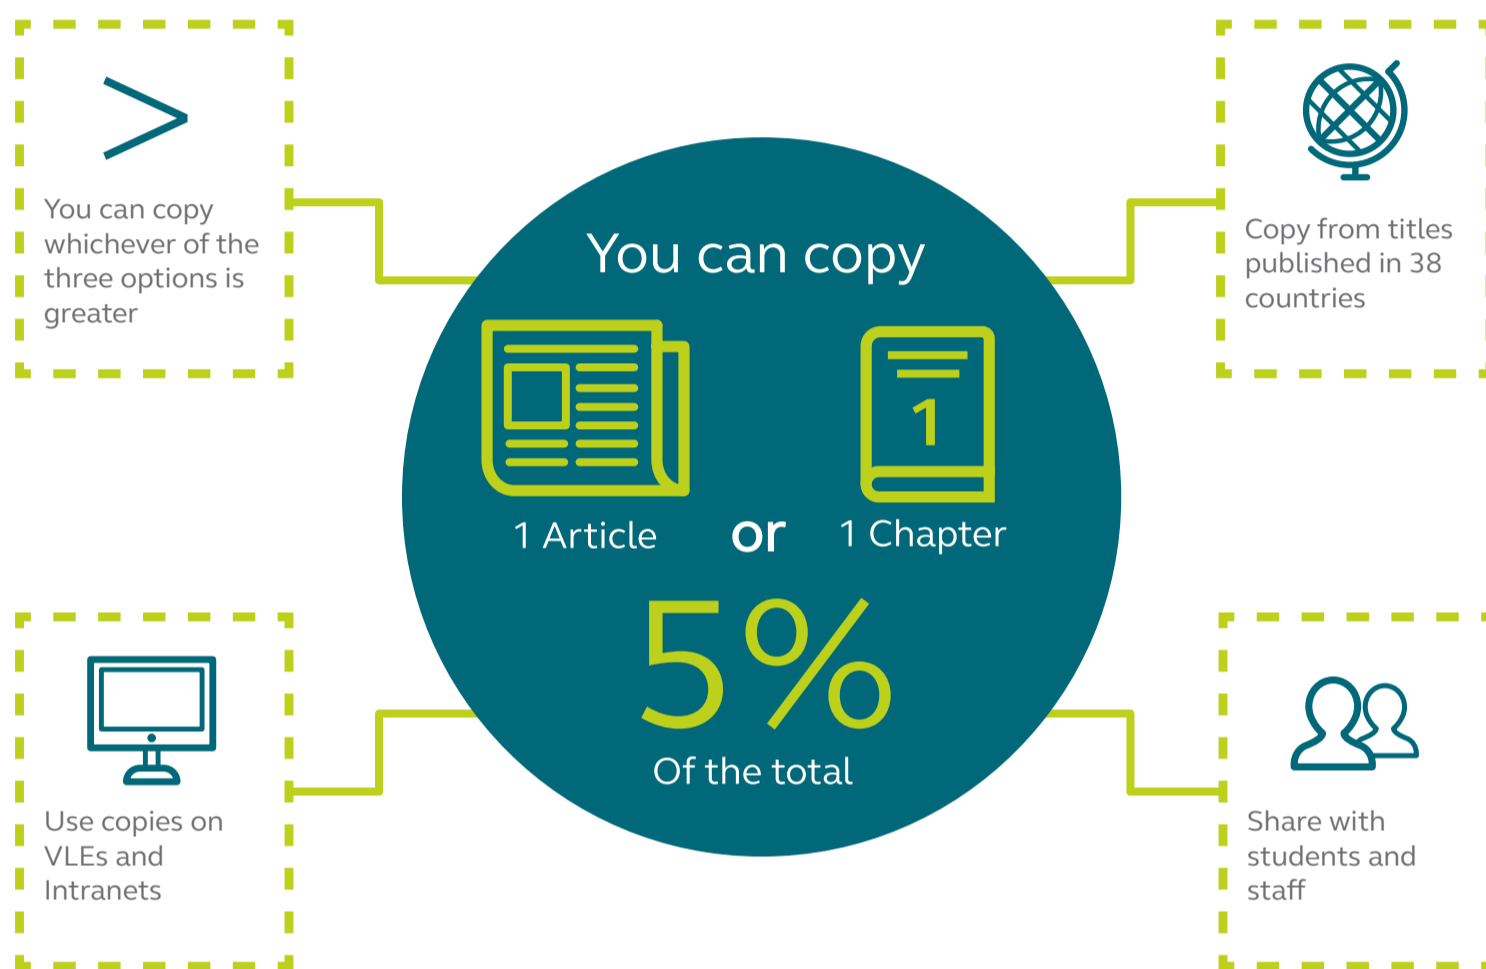 You can copy
whichever of the
three options is
greater
Copy from titles
published in 38
countries
You can copy
1
1 Article or 1 Chapter
5%
Of the total
Use copies on
VLEs and
Intranets
Share with
students and
staff